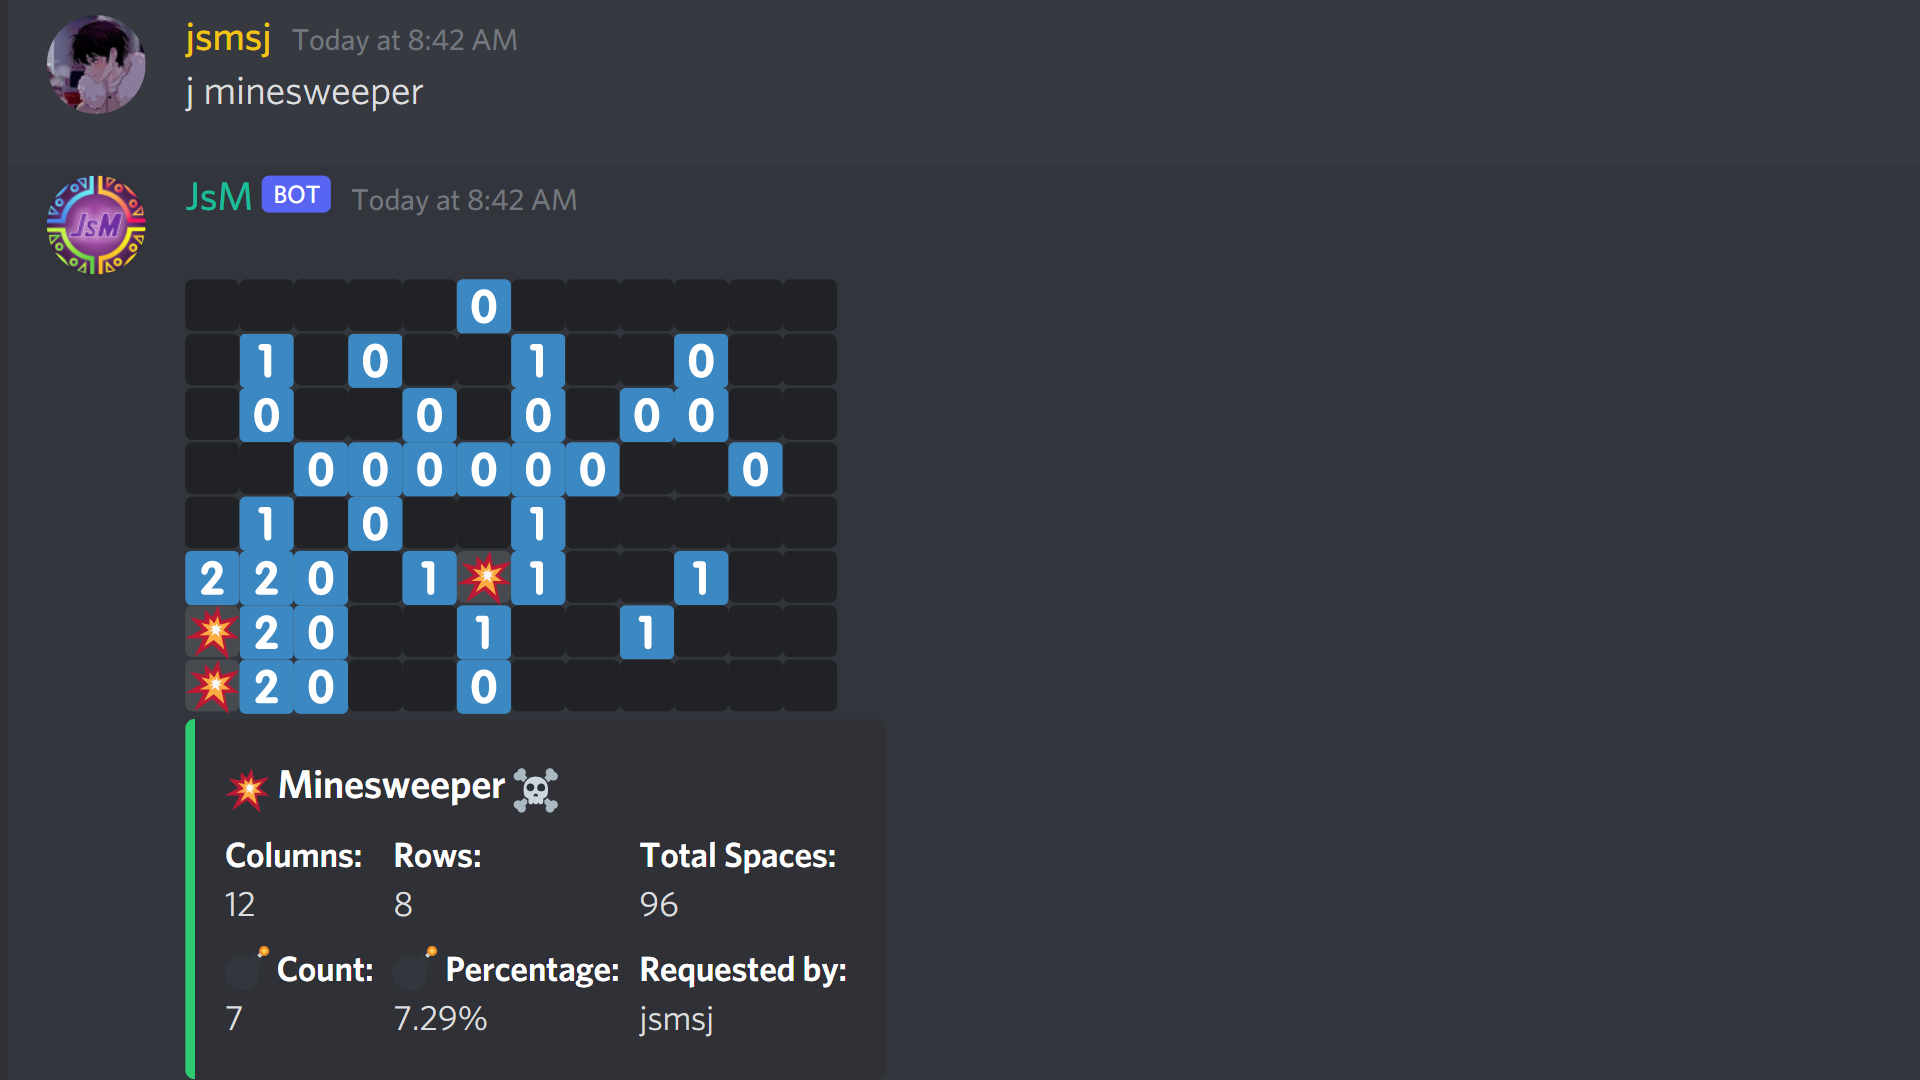 jsmsj Today at 8:42 AM
j minesweeper
JsM
JsM BOT Today at 8:42 AM
0
1 0 1 0
0 0 0 0 0
0 0 0 0 0 0 0
1 0 1
2 2 0 1 1 1
2 0 1 1
2 0 0
Minesweeper
Columns: Rows: Total Spaces:
12 8 96
Count: Percentage: Requested by:
7 7.29% jsmsj